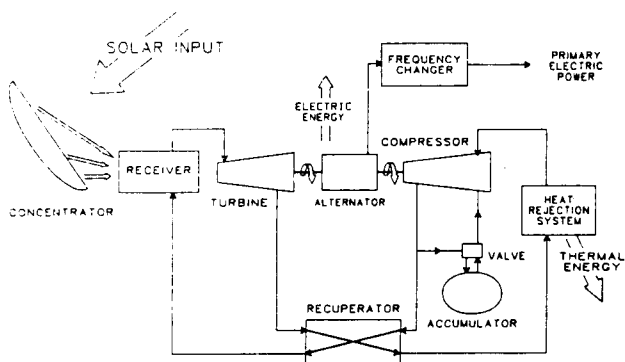 SOLAR INPUT
FREQUENCY
CHANGER
PRIMARY
ELECTRIC
POWER
ELECTRIC
ENERGY
COMPRESSOR
RECEIVER
CONCENTRATOR
TURBINE
ALTERNATOR
HEAT
REJECTION
SYSTEM
VALVE
THERMAL
ENERGY
ACCUMULATOR
RECUPERATOR